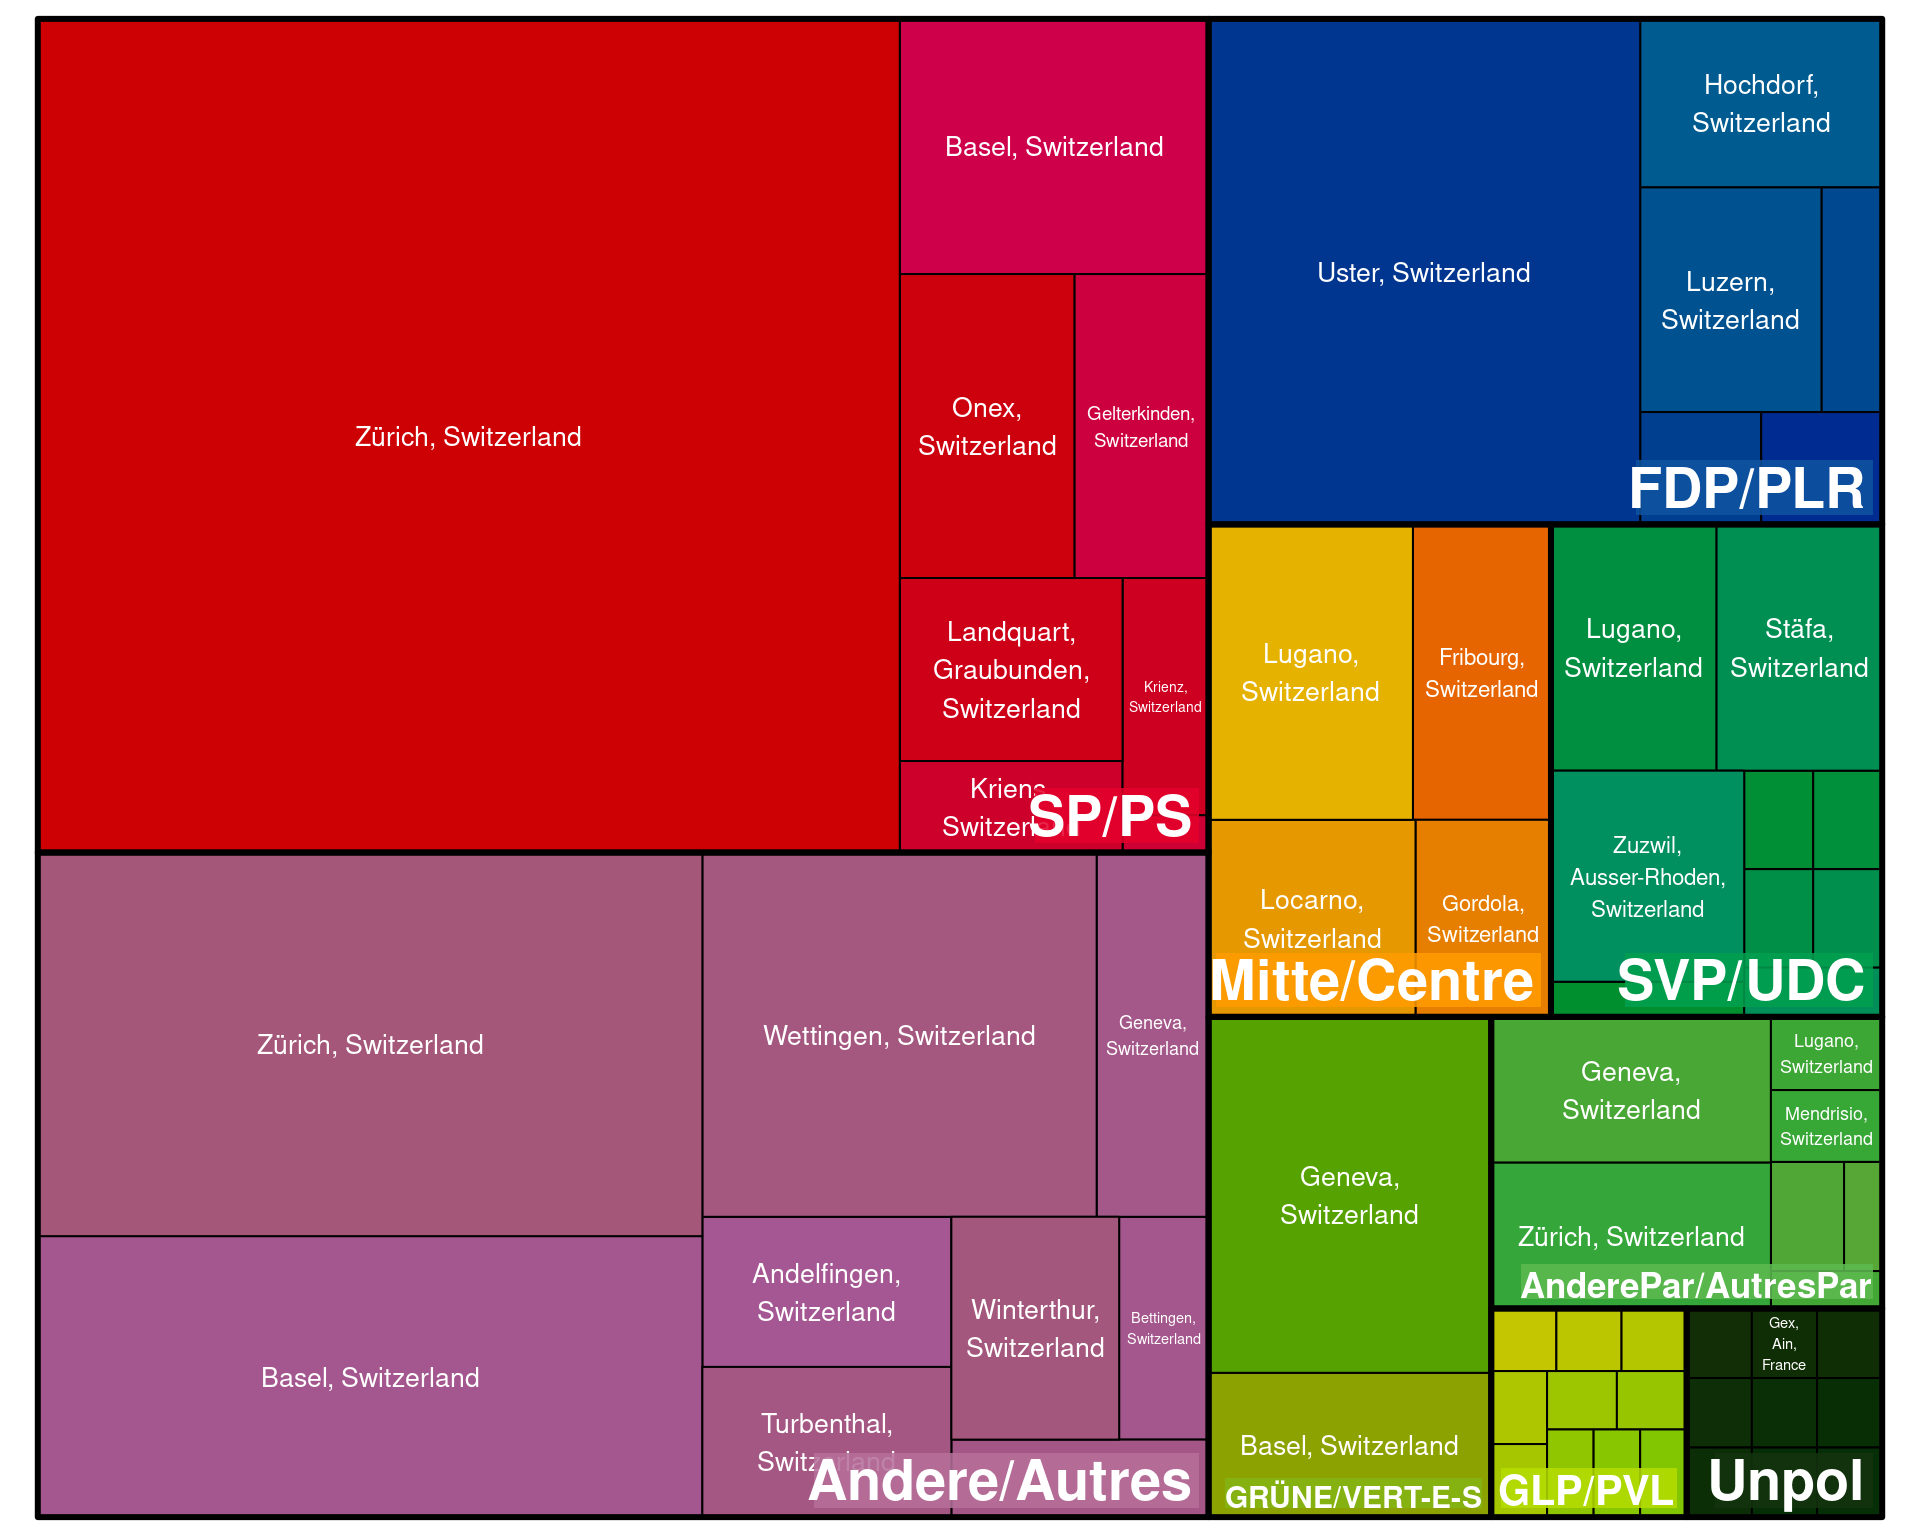 Zürich, Switzerland
Basel, Switzerland
Onex,
Switzerland
Gelterkinden,
Switzerland
Landquart,
Graubunden,
Switzerland
Krienz,
Switzerland
Kriens
Switzerl
SP/PS
Zürich, Switzerland
Basel, Switzerland
Wettingen, Switzerland
Geneva,
Switzerland
Andelfingen,
Switzerland
Winterthur,
Switzerland
Bettingen,
Switzerland
Turbenthal,
Switzerland
Andere/Autres
Uster, Switzerland
Hochdorf,
Switzerland
Luzern,
Switzerland
FDP/PLR
Lugano,
Switzerland
Fribourg,
Switzerland
Locarno,
Switzerland
Gordola,
Switzerland
Mitte/Centre
Lugano,
Switzerland
Stäfa,
Switzerland
Zuzwil,
Ausser-Rhoden,
Switzerland
SVP/UDC
Geneva,
Switzerland
Basel, Switzerland
GRÜNE/VERT-E-S
Geneva,
Switzerland
Lugano,
Switzerland
Mendrisio,
Switzerland
Zürich, Switzerland
AnderePar/AutresPar
GLP/PVL
Gex,
Ain,
France
Unpol